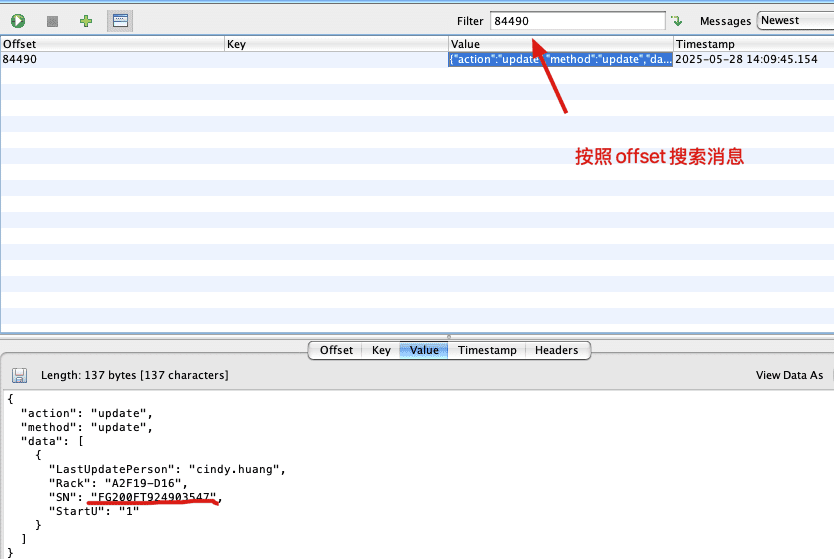 Filter 84490 Messages Newest
Offset Key Value Timestamp
84490 {"action":"update","method":"update","da... 2025-05-28 14:09:45.154
按照 offset 搜索消息
Offset Key Value Timestamp Headers
Length: 137 bytes [137 characters] View Data As
{
"action": "update",
"method": "update",
"data": [
{
"LastUpdatePerson": "cindy.huang",
"Rack": "A2F19-D16",
"SN": "FG200FT924903547",
"StartU": "1"
}
]
}